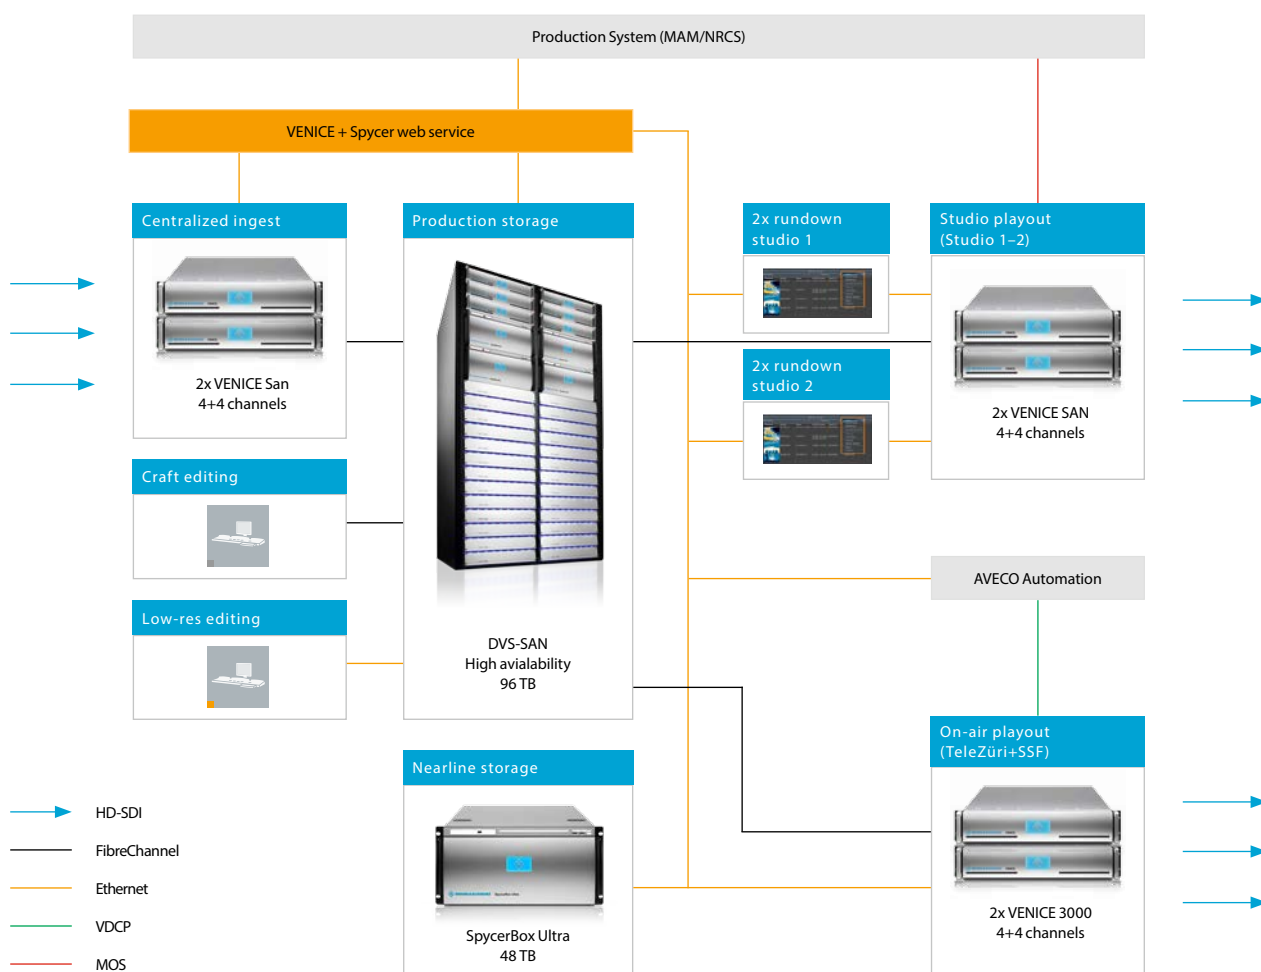 Production System (MAM/NRCS)
VENICE + Spycer web service
Centralized ingest
2x VENICE San
4+4 channels
Production storage
DVS-SAN
High avialability
96 TB
2x rundown
studio 1
2x rundown
studio 2
Studio playout
(Studio 1–2)
2x VENICE SAN
4+4 channels
Craft editing
Low-res editing
AVECO Automation
On-air playout
(TeleZüri+SSF)
2x VENICE 3000
4+4 channels
Nearline storage
SpycerBox Ultra
48 TB
HD-SDI
FibreChannel
Ethernet
VDCP
MOS